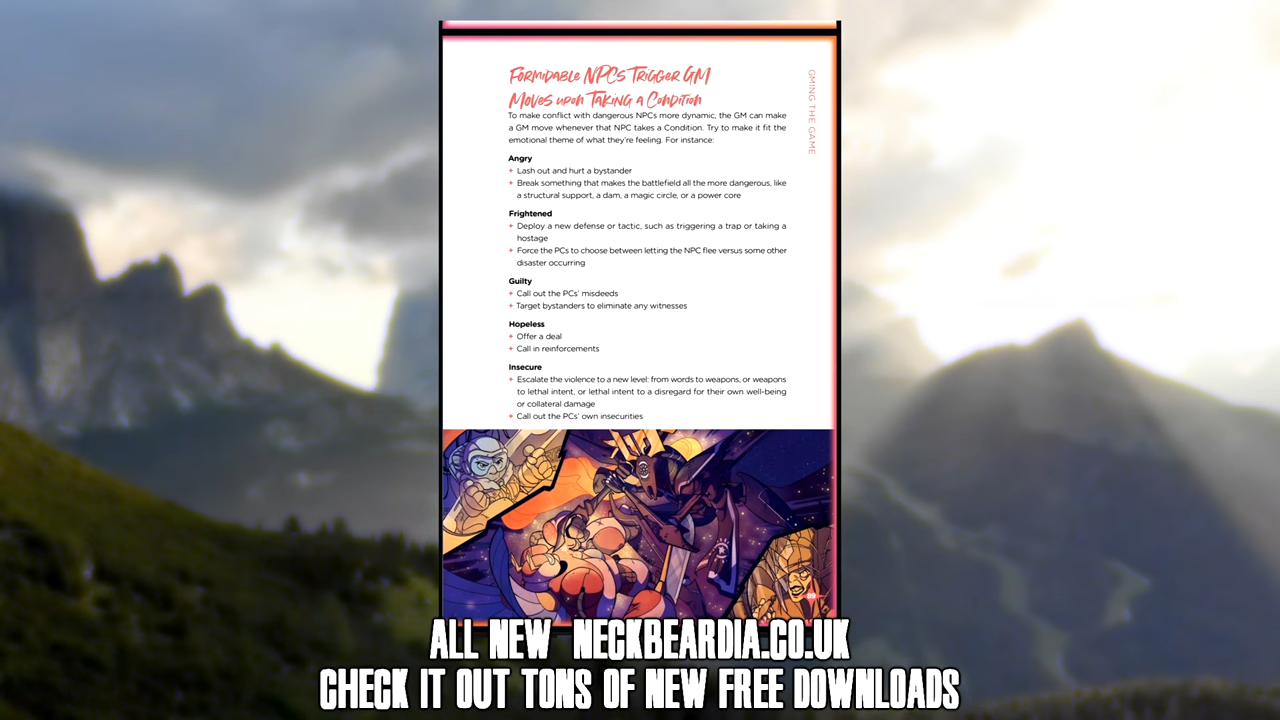 Formidable NPCs Trigger GM
Moves upon Taking a Condition
To make conflict with dangerous NPCs more dynamic, the GM can make
a GM move whenever that NPC takes a Condition. Try to make it fit the
emotional theme of what they're feeling. For instance:
Angry
+ Lash out and hurt a bystander
+ Break something that makes the battlefield all the more dangerous, like
a structural support, a dam, a magic circle, or a power core
Frightened
+ Deploy a new defense or tactic, such as triggering a trap or taking a
hostage
+ Force the PCs to choose between letting the NPC flee versus some other
disaster occurring
Guilty
+ Call out the PCs' misdeeds
+ Target bystanders to eliminate any witnesses
Hopeless
+ Offer a deal
+ Call in reinforcements
Insecure
+ Escalate the violence to a new level: from words to weapons, or weapons
to lethal intent, or lethal intent to a disregard for their own well-being
or collateral damage
+ Call out the PCs' own insecurities
GMING THE GAME
ALL NEW NECKBEARDIA.CO.UK
CHECK IT OUT TONS OF NEW FREE DOWNLOADS